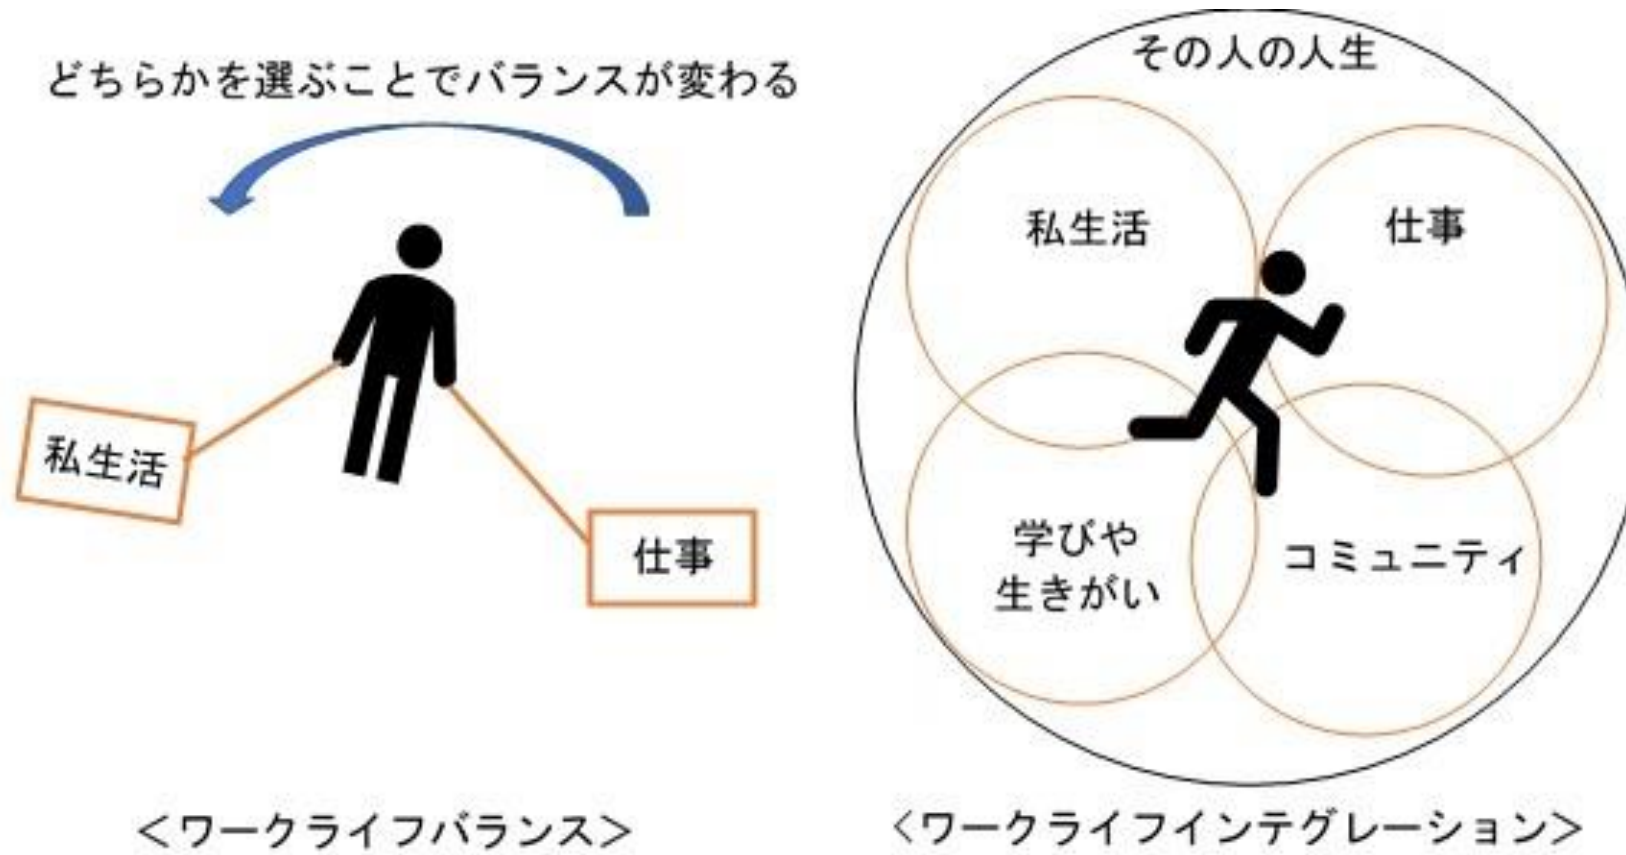 どちらかを選ぶことでバランスが変わる
私生活
仕事
＜ワークライフバランス＞
その人の人生
私生活
仕事
学びや
生きがい
コミュニティ
＜ワークライフインテグレーション＞